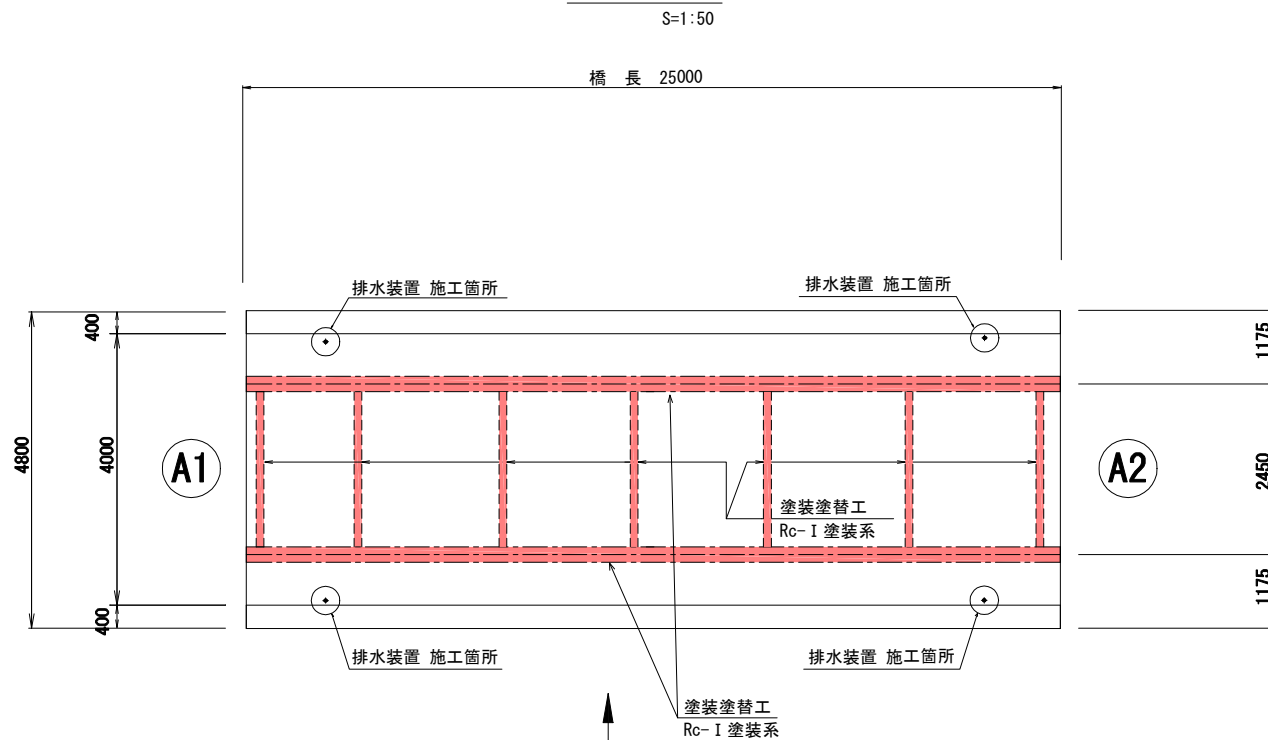 S=1:50
橋 長 25000
排水装置 施工箇所
排水装置 施工箇所
400
1175
4800
4000
A1
A2
2450
塗装塗替工
Rc-Ⅰ塗装系
400
1175
排水装置 施工箇所
排水装置 施工箇所
塗装塗替工
Rc-Ⅰ塗装系